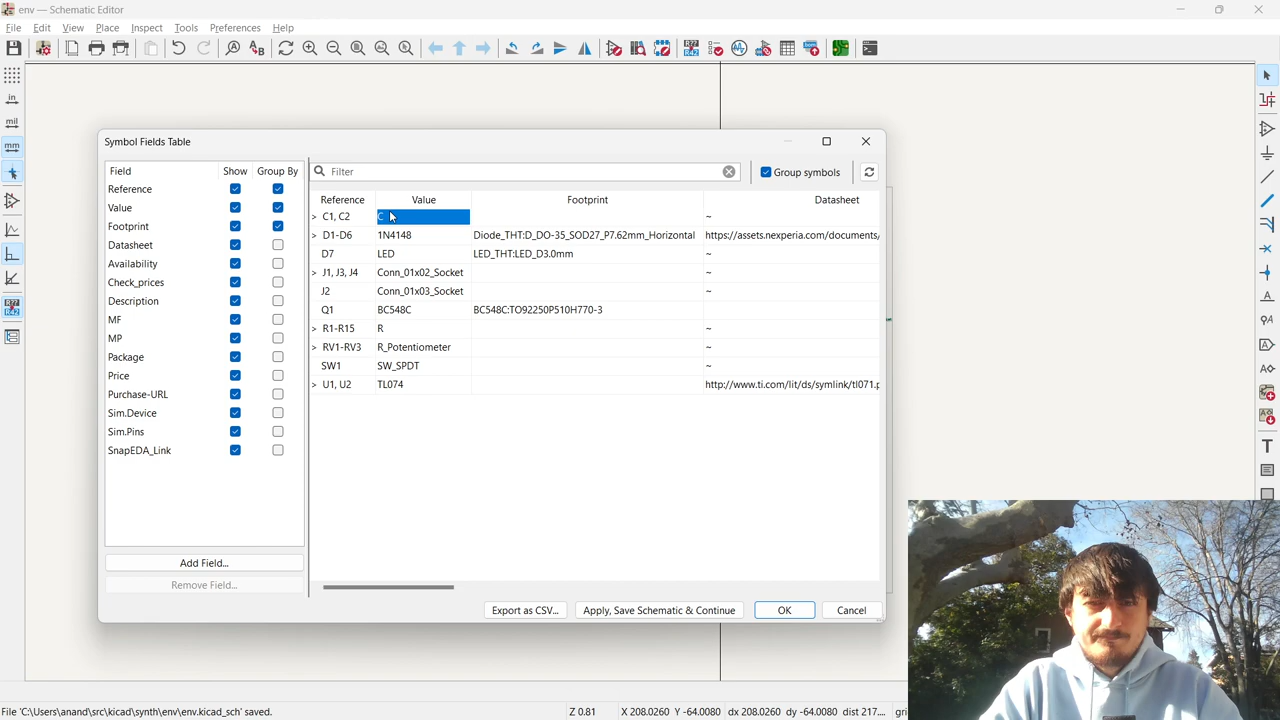 env — Schematic Editor
File Edit View Place Inspect Tools Preferences Help
in
mil
mm
Symbol Fields Table
Field Show Group By
Reference
Value
Footprint
Datasheet
Availability
Check_prices
Description
MF
MP
Package
Price
Purchase-URL
Sim.Device
Sim.Pins
SnapEDA_Link
Add Field...
Remove Field...
Filter
Group symbols
Reference Value Footprint Datasheet
> C1, C2 C ~
> D1-D6 1N4148 Diode_THT:D_DO-35_SOD27_P7.62mm_Horizontal https://assets.nexperia.com/documents/
D7 LED LED_THT:LED_D3.0mm ~
> J1, J3, J4 Conn_01x02_Socket ~
J2 Conn_01x03_Socket ~
Q1 BC548C BC548C:TO92250P510H770-3
> R1-R15 R ~
> RV1-RV3 R_Potentiometer ~
SW1 SW_SPDT ~
> U1, U2 TL074 http://www.ti.com/lit/ds/symlink/tl071.p
Export as CSV... Apply, Save Schematic & Continue OK Cancel
File 'C:\Users\anand\src\kicad\synth\env\env.kicad_sch' saved.
Z 0.81 X 208.0260 Y -64.0080 dx 208.0260 dy -64.0080 dist 217.... gri